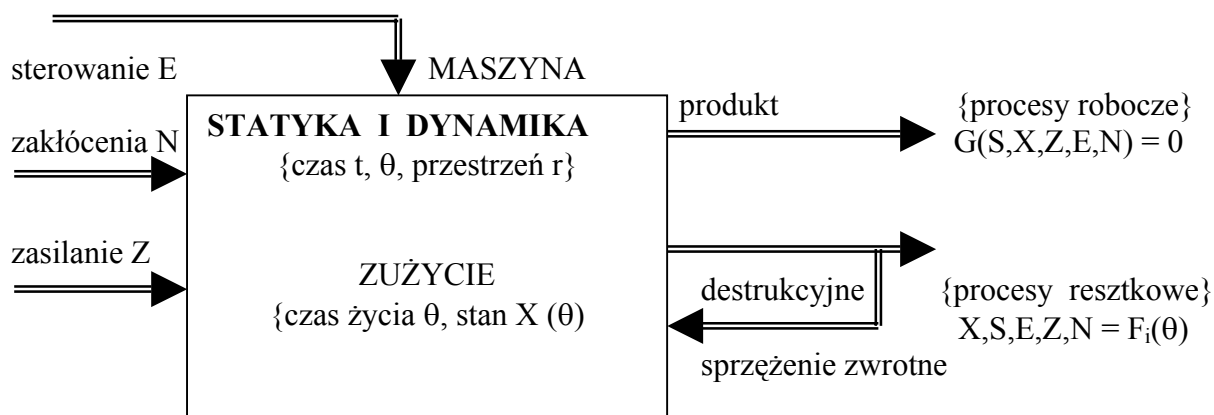 sterowanie E
MASZYNA
zakłócenia N
STATYKA I DYNAMIKA
{czas t, θ, przestrzeń r}
produkt
{procesy robocze}
G(S,X,Z,E,N) = 0
zasilanie Z
ZUŻYCIE
{czas życia θ, stan X (θ)
destrukcyjne
sprzężenie zwrotne
{procesy resztkowe}
X,S,E,Z,N = Fᵢ(θ)